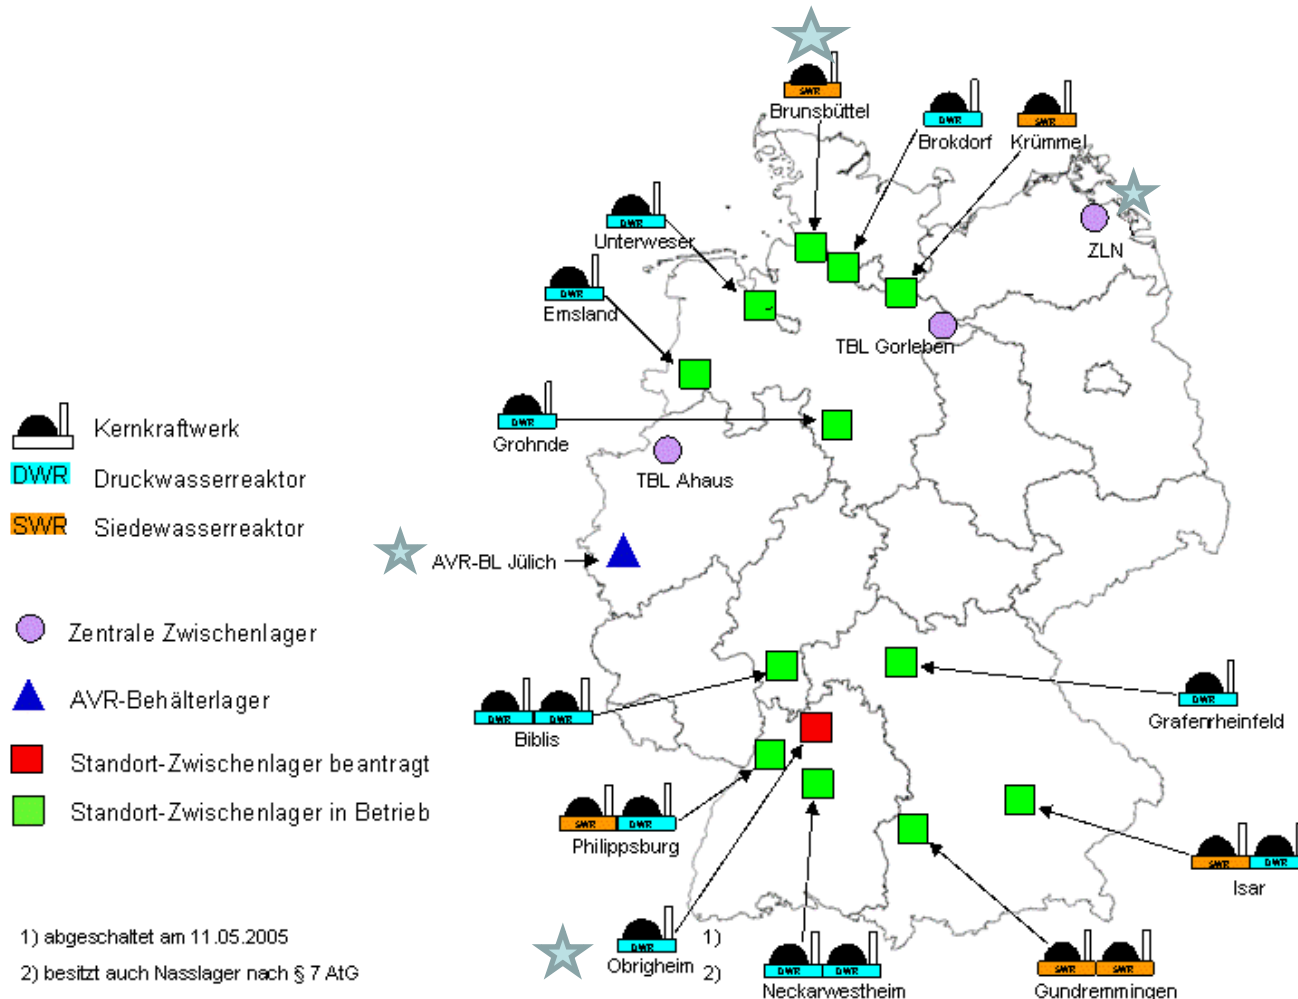 SWR
Brunsbüttel
DWR
Brokdorf
SWR
Krümmel
DWR
Unterweser
ZLN
DWR
Emsland
TBL Gorleben
DWR
Grohnde
TBL Ahaus
Kernkraftwerk
DWR Druckwasserreaktor
SWR Siedewasserreaktor
AVR-BL Jülich
Zentrale Zwischenlager
AVR-Behälterlager
Standort-Zwischenlager beantragt
Standort-Zwischenlager in Betrieb
DWR DWR
Biblis
DWR
Grafenrheinfeld
SWR DWR
Philippsburg
SWR DWR
Isar
DWR
Obrigheim
1)
2)
DWR DWR
Neckarwestheim
SWR SWR
Gundremmingen
1) abgeschaltet am 11.05.2005
2) besitzt auch Nasslager nach § 7 AtG